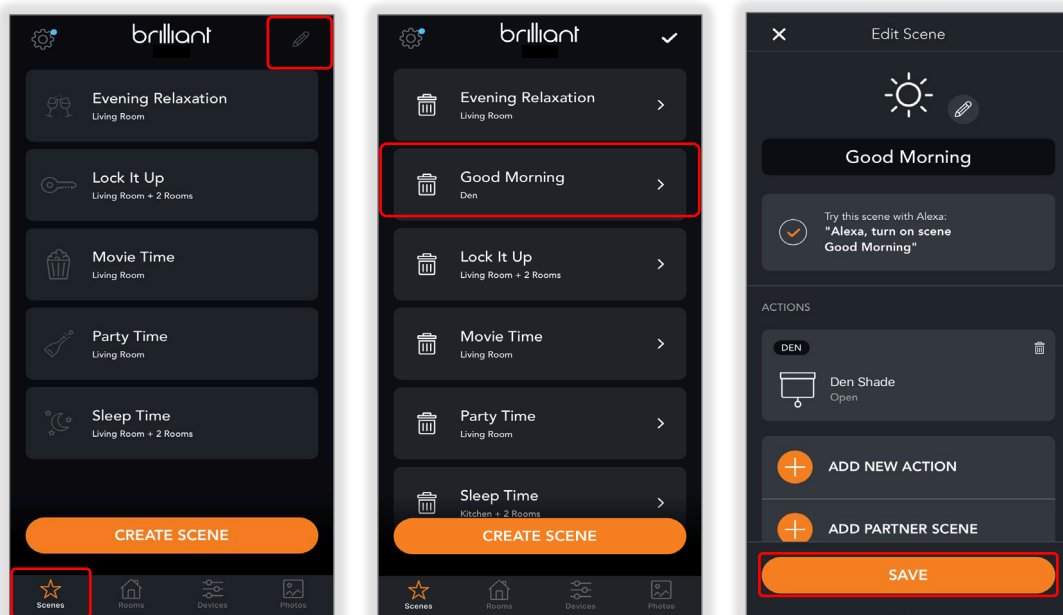 brilliant
Evening Relaxation
Living Room
Lock It Up
Living Room + 2 Rooms
Movie Time
Living Room
Party Time
Living Room
Sleep Time
Living Room + 2 Rooms
CREATE SCENE
Scenes
Rooms
Devices
Photos
brilliant
Evening Relaxation
Living Room
Good Morning
Den
Lock It Up
Living Room + 2 Rooms
Movie Time
Living Room
Party Time
Living Room
Sleep Time
Kitchen + 2 Rooms
CREATE SCENE
Scenes
Rooms
Devices
Photos
Edit Scene
Good Morning
Try this scene with Alexa:
"Alexa, turn on scene
Good Morning"
ACTIONS
DEN
Den Shade
Open
ADD NEW ACTION
ADD PARTNER SCENE
SAVE